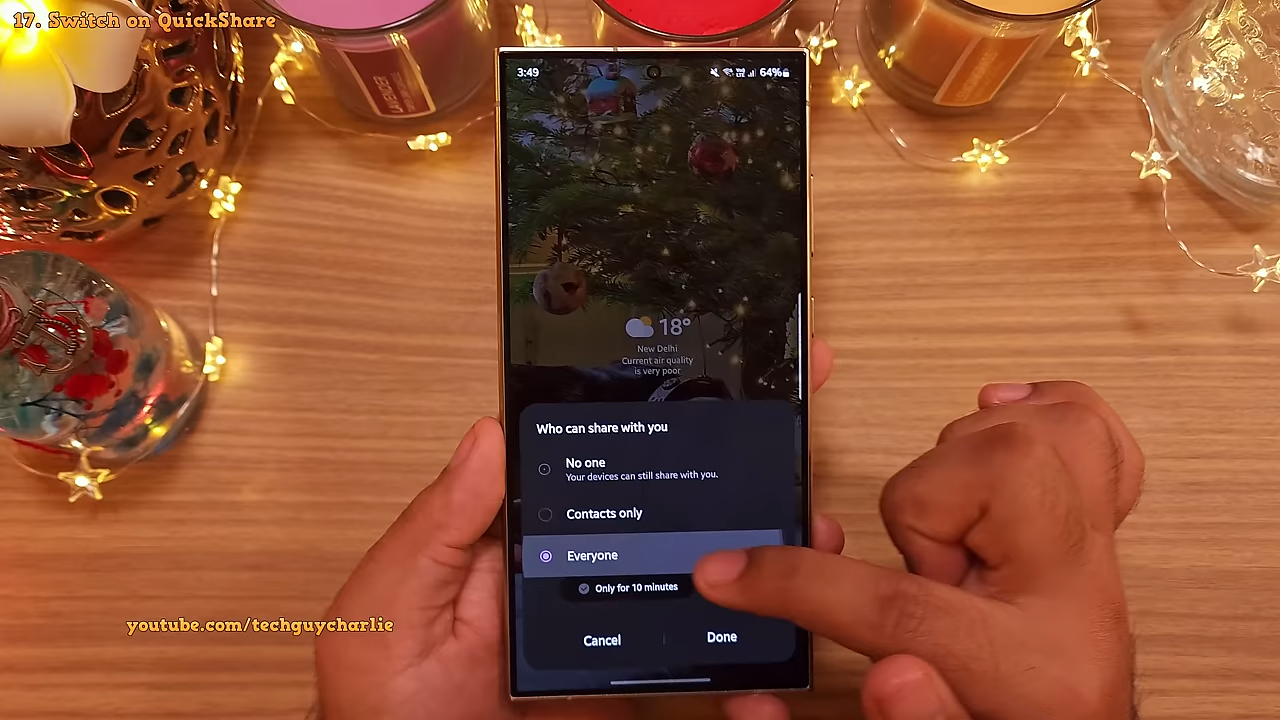 17. Switch on QuickShare
3:49
64%
18°
New Delhi
Current air quality
is very poor
Who can share with you
No one
Your devices can still share with you.
Contacts only
Everyone
Only for 10 minutes
Cancel
Done
youtube.com/techguycharlie